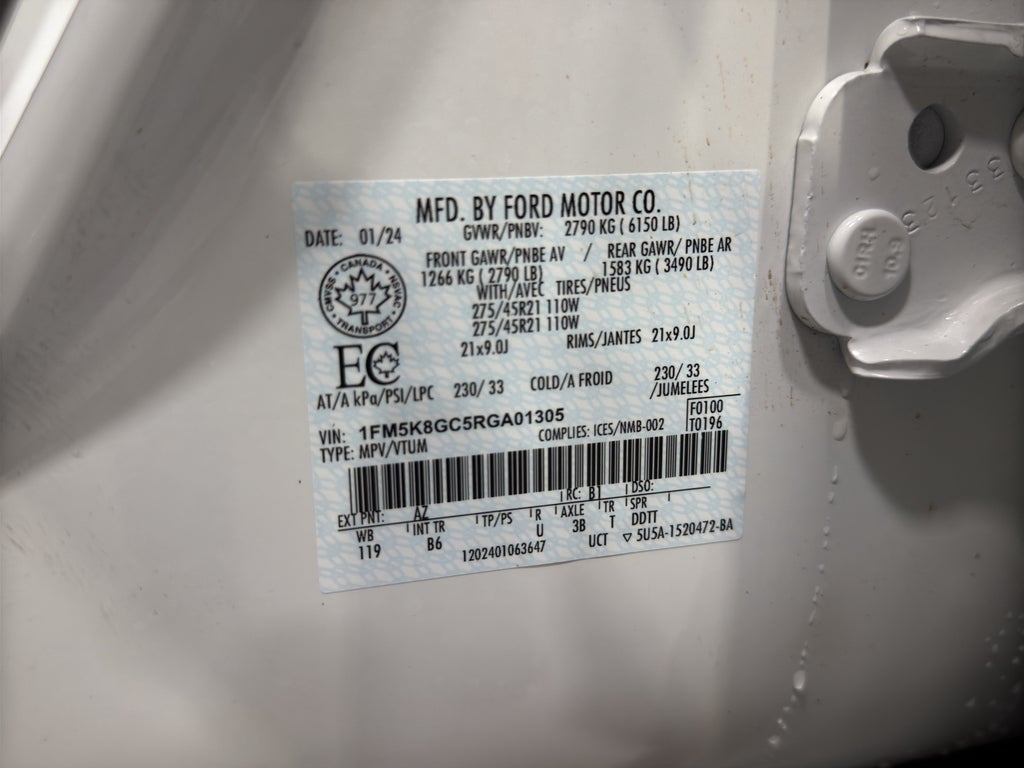 MFD. BY FORD MOTOR CO.
DATE: 01/24
GVWR/PNBV: 2790 KG ( 6150 LB)
FRONT GAWR/PNBE AV / REAR GAWR/ PNBE AR
1266 KG ( 2790 LB) 1583 KG ( 3490 LB)
WITH/AVEC TIRES/PNEUS
275/45R21 110W
275/45R21 110W
21x9.0J RIMS/JANTES 21x9.0J
CANADA
CMVSS NSVAC
977
TRANSPORT
EC
AT/A kPa/PSI/LPC 230/ 33 COLD/A FROID 230/ 33
/JUMELEES
VIN: 1FM5K8GC5RGA01305
F0100
TYPE: MPV/VTUM COMPLIES: ICES/NMB-002 T0196
EXT PNT: AZ RC: B1 DSO:
WB INT TR TP/PS R AXLE TR SPR
119 B6 U 3B T DDTT
1202401063647 UCT ▽ 5U5A-1520472-BA
3123 3